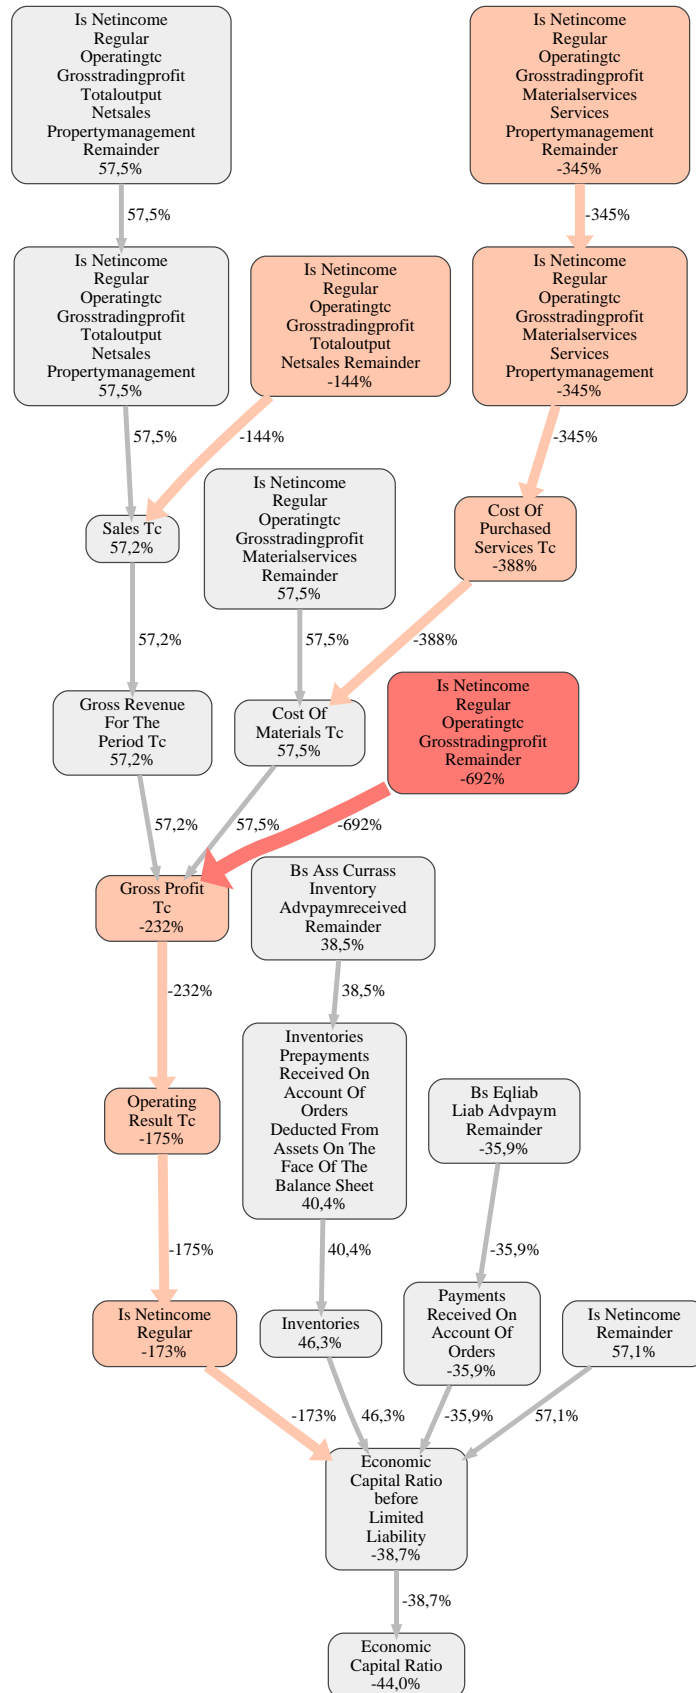 Is Netincome
Regular
Operatingtc
Grosstradingprofit
Totaloutput
Netsales
Propertymanagement
Remainder
57,5%
Is Netincome
Regular
Operatingtc
Grosstradingprofit
Materialservices
Services
Propertymanagement
Remainder
-345%
57,5%
-345%
Is Netincome
Regular
Operatingtc
Grosstradingprofit
Totaloutput
Netsales
Propertymanagement
57,5%
Is Netincome
Regular
Operatingtc
Grosstradingprofit
Totaloutput
Netsales Remainder
-144%
Is Netincome
Regular
Operatingtc
Grosstradingprofit
Materialservices
Services
Propertymanagement
-345%
57,5%
-144%
-345%
Sales Tc
57,2%
Is Netincome
Regular
Operatingtc
Grosstradingprofit
Materialservices
Remainder
57,5%
Cost Of
Purchased
Services Tc
-388%
57,2%
57,5%
-388%
Gross Revenue
For The
Period Tc
57,2%
Cost Of
Materials Tc
57,5%
Is Netincome
Regular
Operatingtc
Grosstradingprofit
Remainder
-692%
57,2%
57,5%
-692%
Gross Profit
Tc
-232%
Bs Ass Currass
Inventory
Advpaymreceived
Remainder
38,5%
-232%
38,5%
Operating
Result Tc
-175%
Inventories
Prepayments
Received On
Account Of
Orders
Deducted From
Assets On The
Face Of The
Balance Sheet
40,4%
Bs Eqliab
Liab Advpaym
Remainder
-35,9%
-175%
40,4%
-35,9%
Is Netincome
Regular
-173%
Inventories
46,3%
Payments
Received On
Account Of
Orders
-35,9%
Is Netincome
Remainder
57,1%
-173%
46,3%
-35,9%
57,1%
Economic
Capital Ratio
before
Limited
Liability
-38,7%
-38,7%
Economic
Capital Ratio
-44,0%